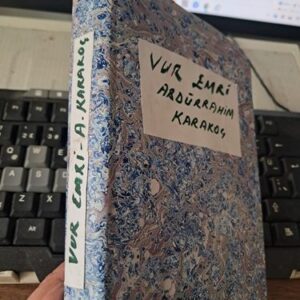 VUR EMRİ
ABDÜRRAHİM
KARAKOÇ
VUR EMRİ - A. KARAKOÇ